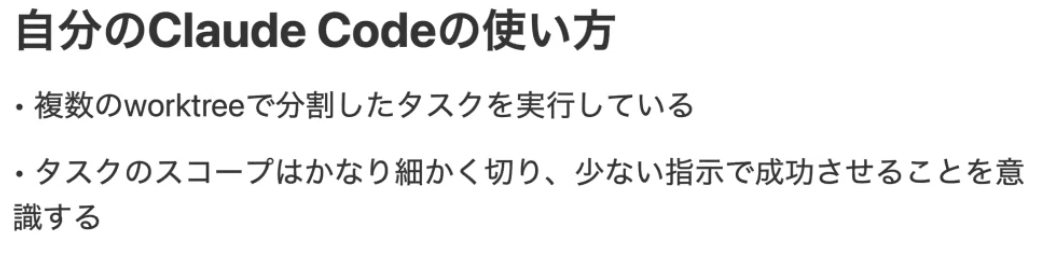 自分のClaude Codeの使い方
・複数のworktreeで分割したタスクを実行している
・タスクのスコープはかなり細かく切り、少ない指示で成功させることを意
識する